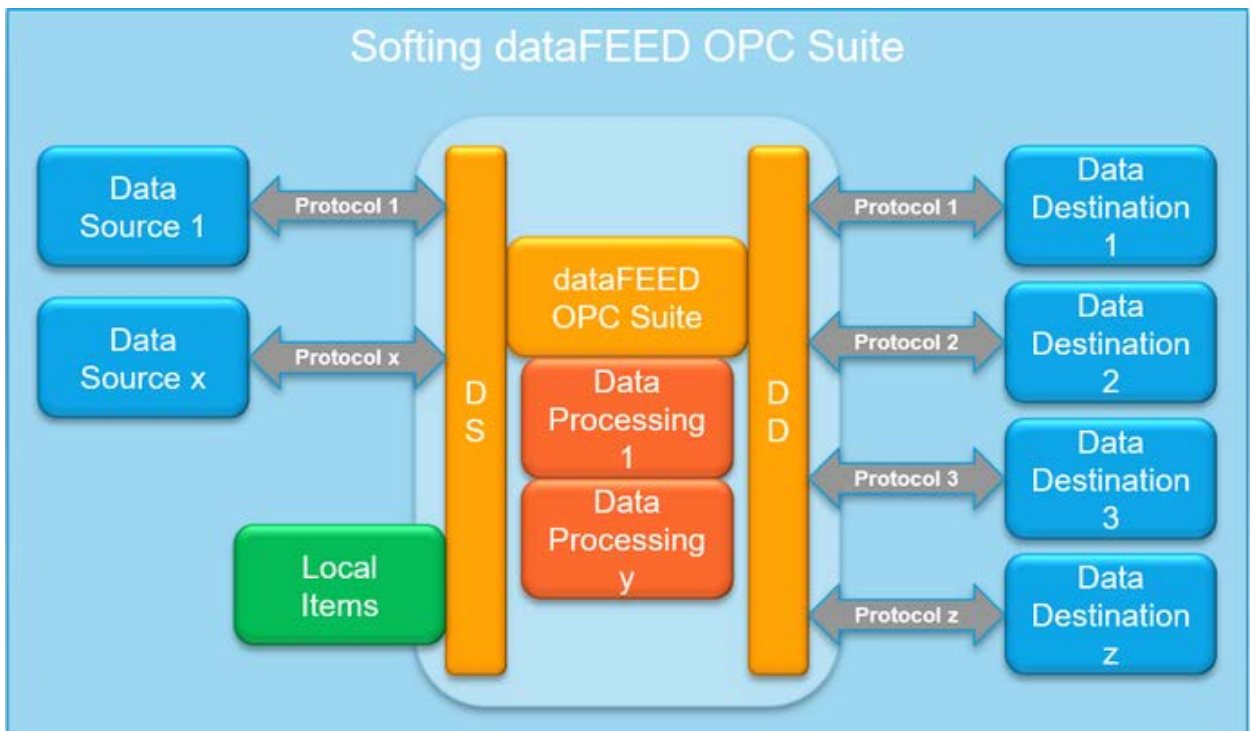 Softing dataFEED OPC Suite
Data
Source 1
Protocol 1
Data
Source x
Protocol x
Local
Items
D
S
dataFEED
OPC Suite
Data
Processing
1
Data
Processing
y
D
D
Protocol 1
Data
Destination
1
Protocol 2
Data
Destination
2
Protocol 3
Data
Destination
3
Protocol z
Data
Destination
z